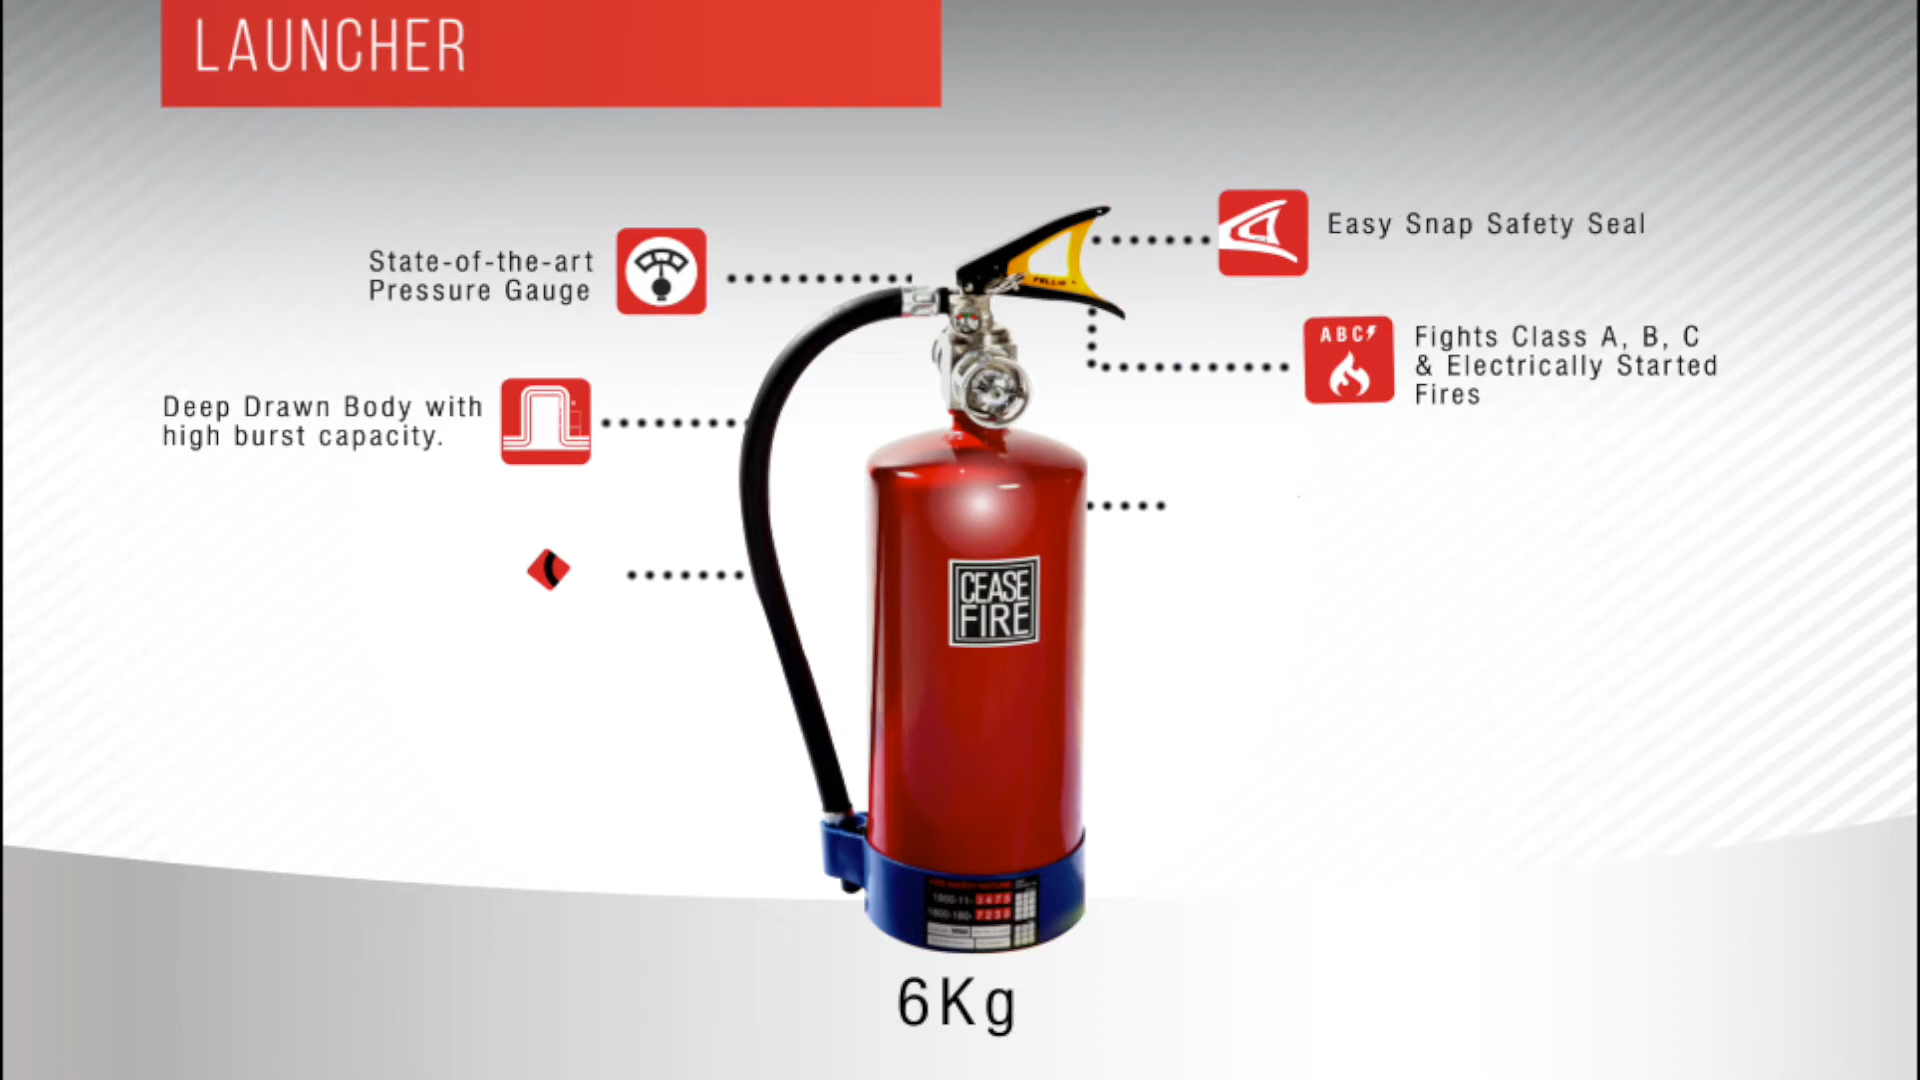 LAUNCHER
State-of-the-art
Pressure Gauge
Easy Snap Safety Seal
ABC
Fights Class A, B, C
& Electrically Started
Fires
Deep Drawn Body with
high burst capacity.
CEASE
FIRE
6Kg